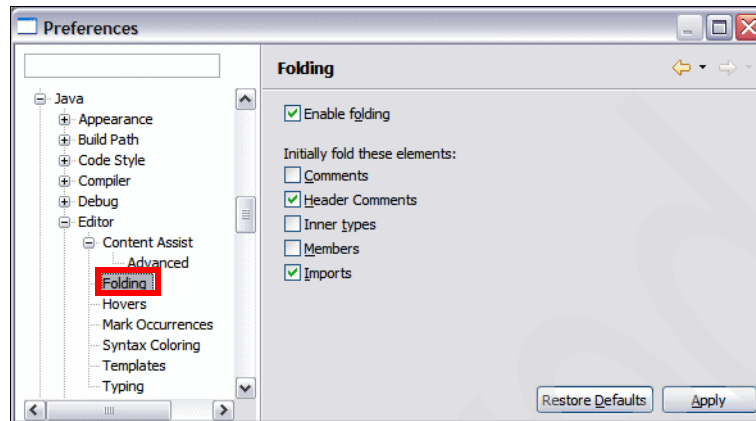 Preferences
Java
Appearance
Build Path
Code Style
Compiler
Debug
Editor
Content Assist
Advanced
Folding
Hovers
Mark Occurrences
Syntax Coloring
Templates
Typing
Folding
Enable folding
Initially fold these elements:
Comments
Header Comments
Inner types
Members
Imports
Restore Defaults Apply